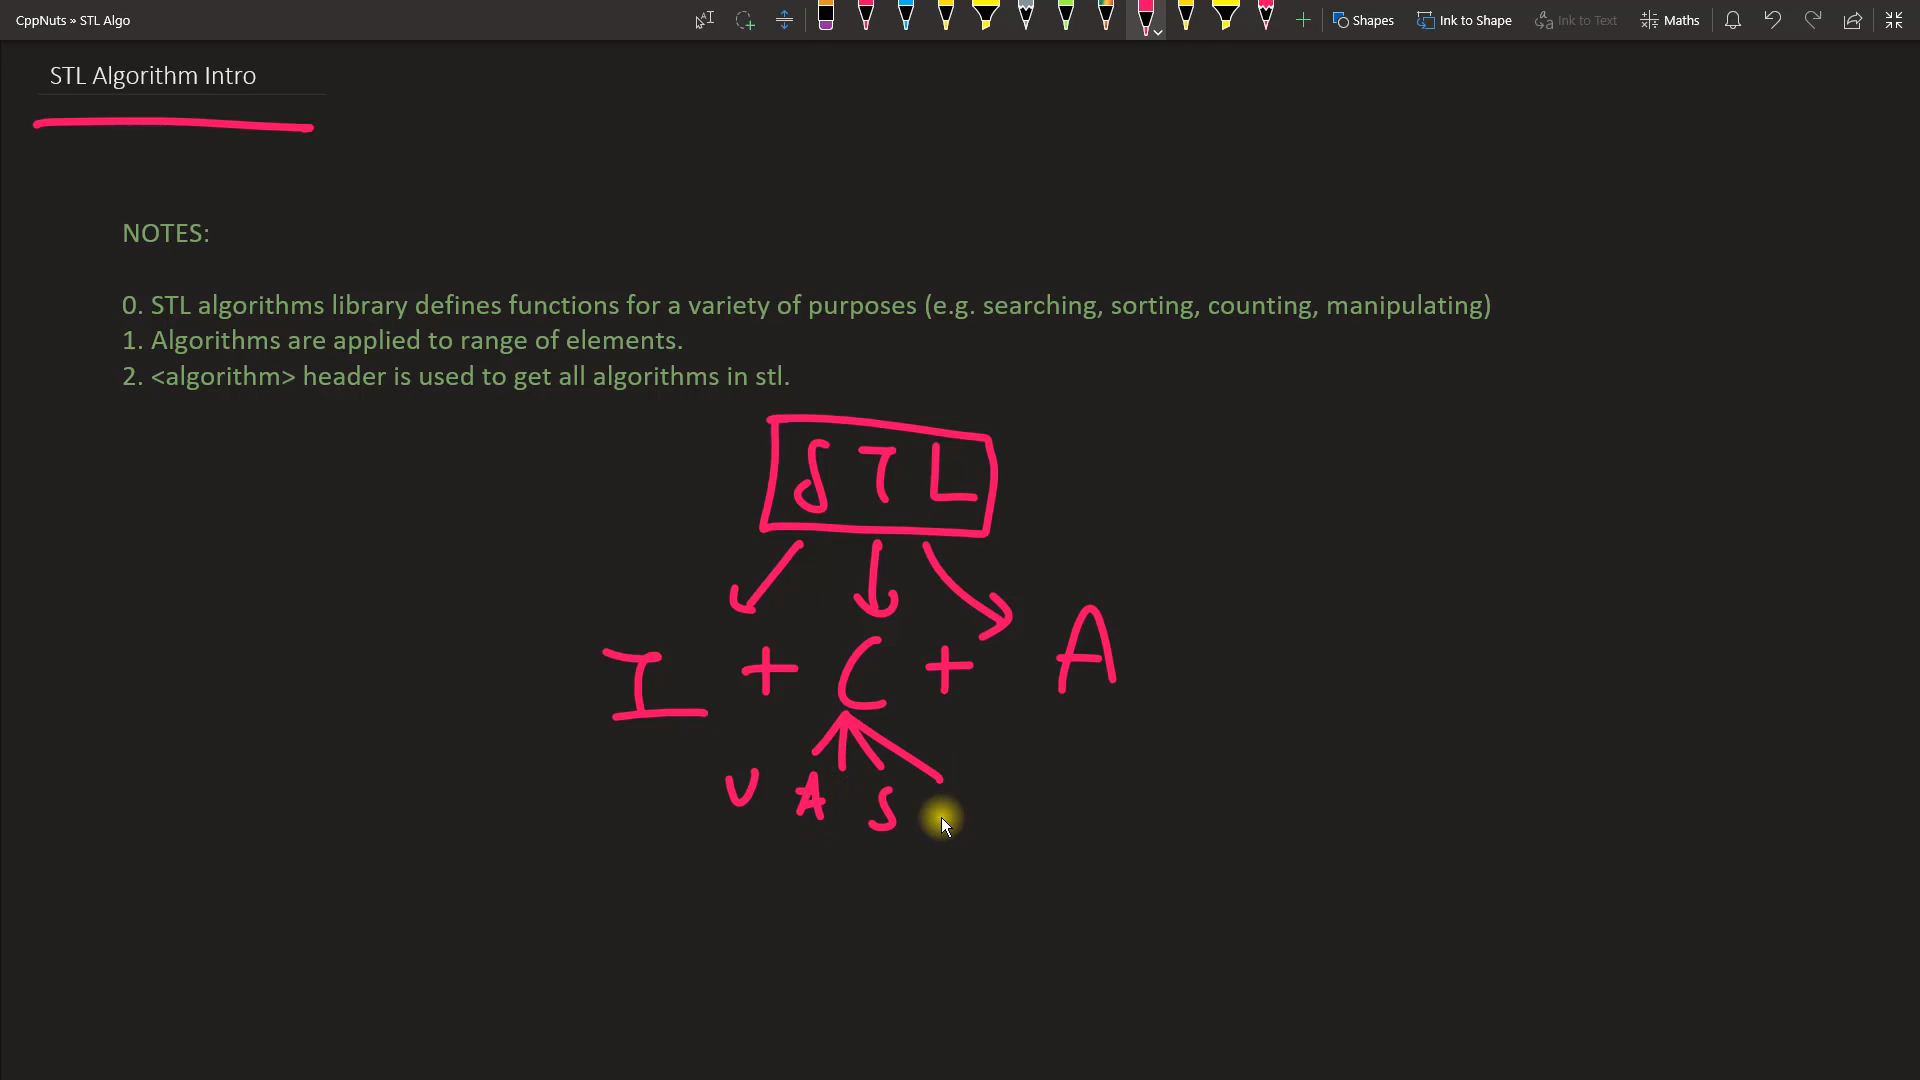 CppNuts » STL Algo
Shapes Ink to Shape Ink to Text Maths
STL Algorithm Intro
NOTES:
0. STL algorithms library defines functions for a variety of purposes (e.g. searching, sorting, counting, manipulating)
1. Algorithms are applied to range of elements.
2. <algorithm> header is used to get all algorithms in stl.
STL
I + C + A
V A S